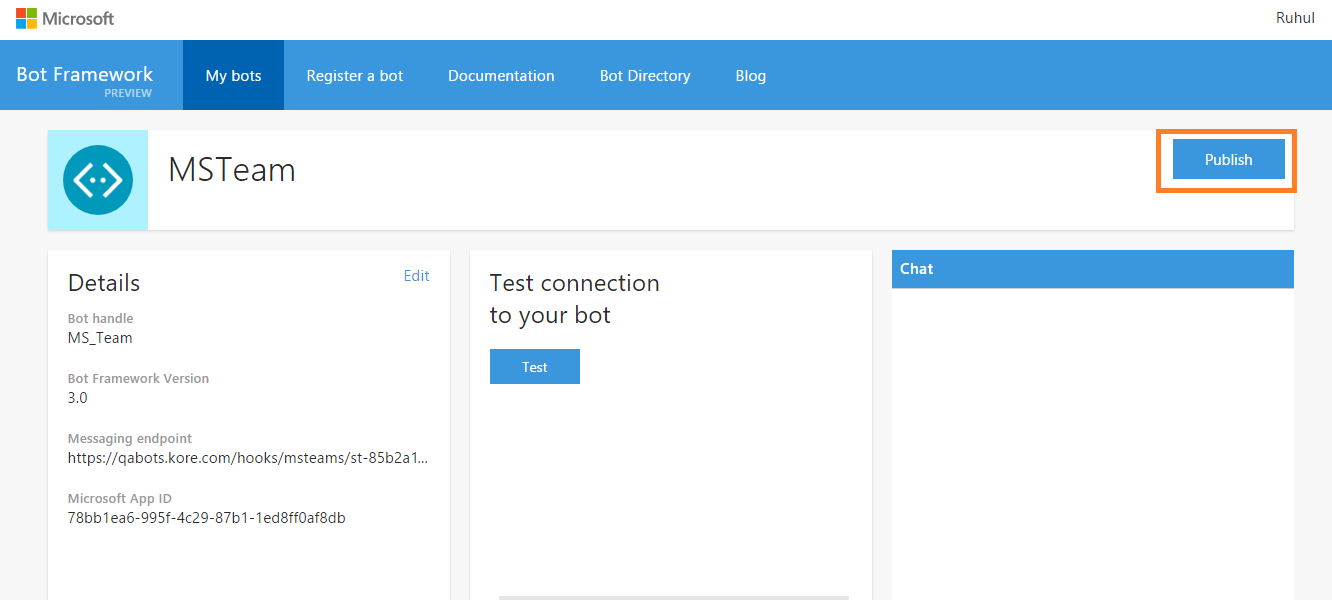 Microsoft
Ruhul
Bot Framework
PREVIEW
My bots
Register a bot
Documentation
Bot Directory
Blog
MSTeam
Publish
Details
Edit
Bot handle
MS_Team
Bot Framework Version
3.0
Messaging endpoint
https://qabots.kore.com/hooks/msteams/st-85b2a1...
Microsoft App ID
78bb1ea6-995f-4c29-87b1-1ed8ff0af8db
Test connection
to your bot
Test
Chat